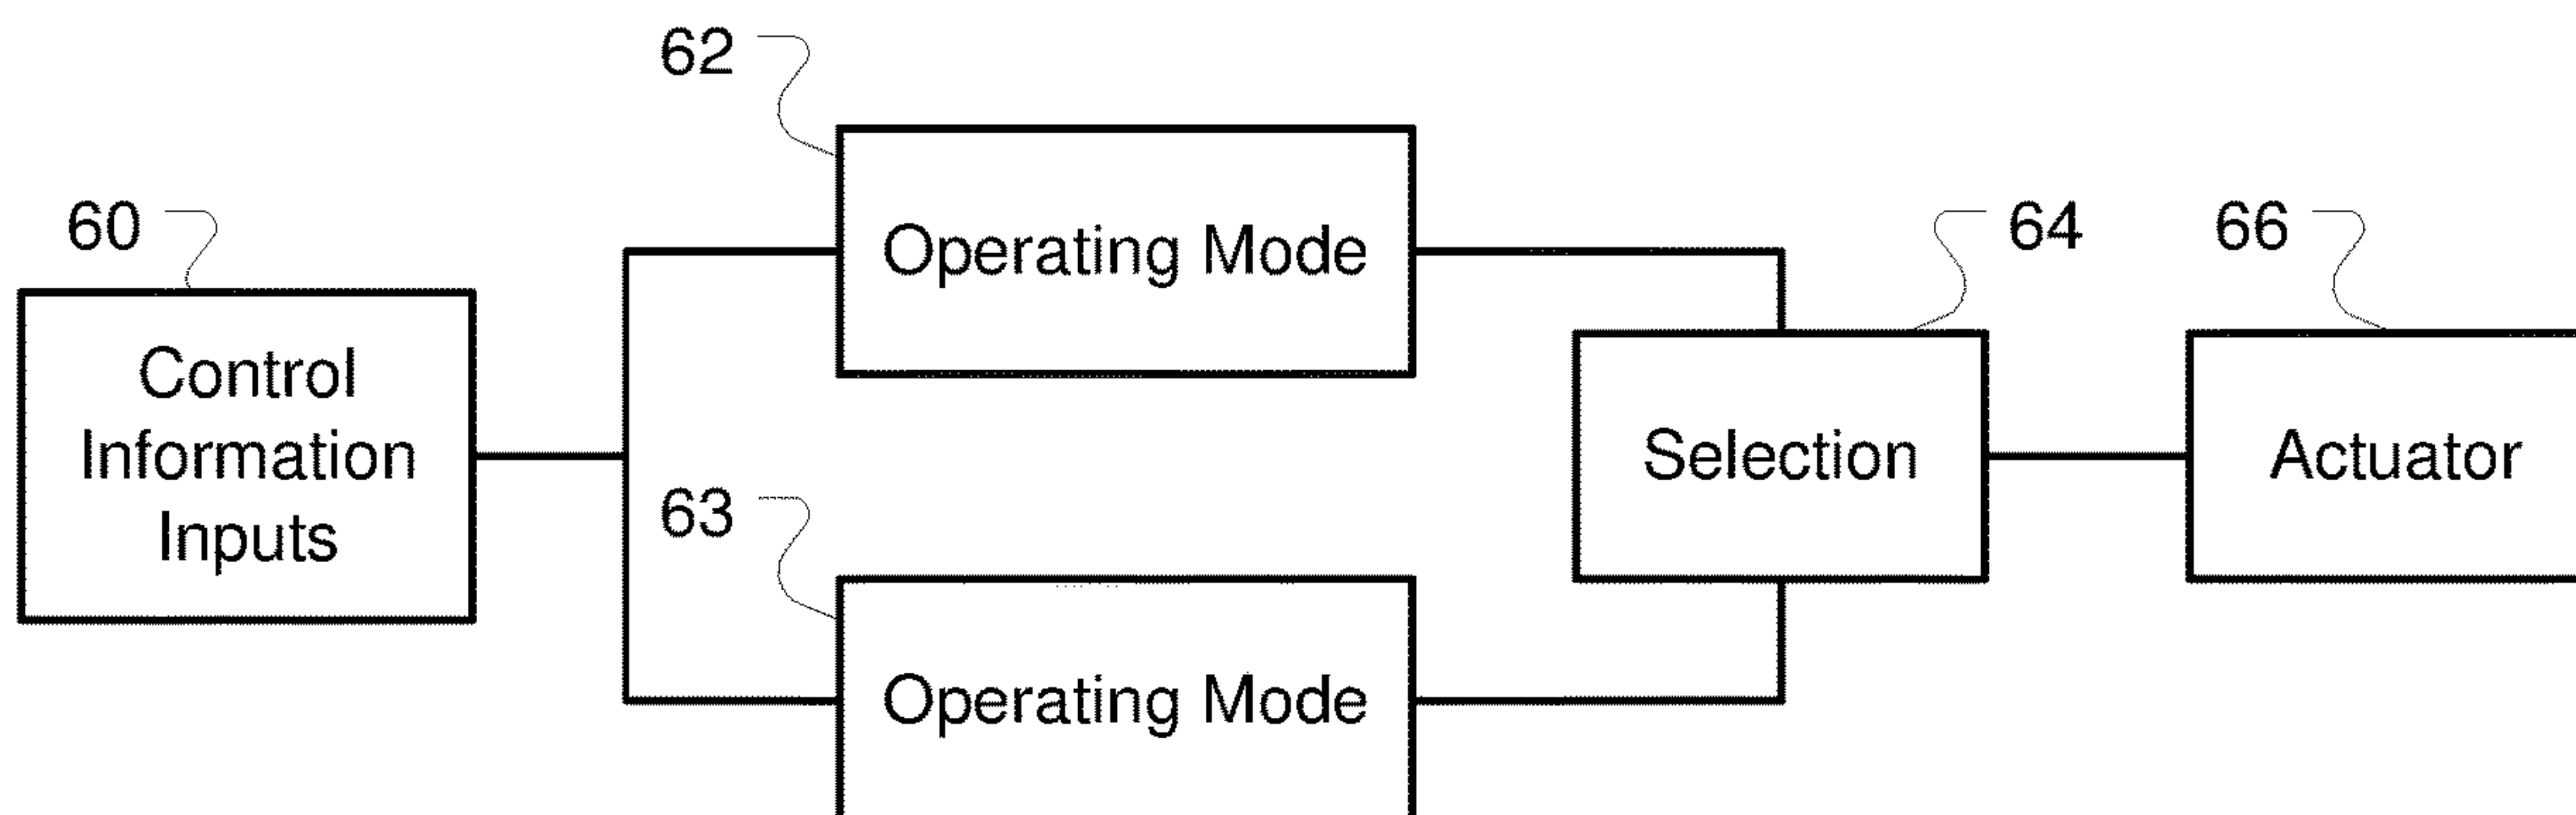 62
60
Operating Mode
64
66
Control
Information
Inputs
Selection
Actuator
63
Operating Mode